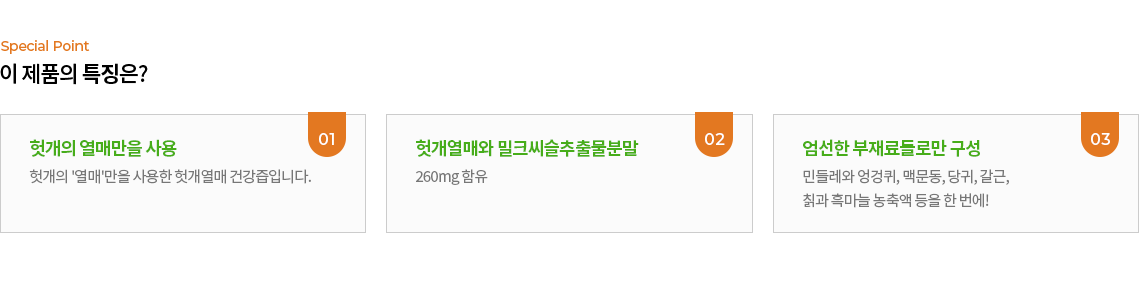 Special Point
이 제품의 특징은?
01
헛개의 열매만을 사용
헛개의 '열매'만을 사용한 헛개열매 건강즙입니다.
02
헛개열매와 밀크씨슬추출물분말
260mg 함유
03
엄선한 부재료들로만 구성
민들레와 엉겅퀴, 맥문동, 당귀, 갈근,
칡과 흑마늘 농축액 등을 한 번에!